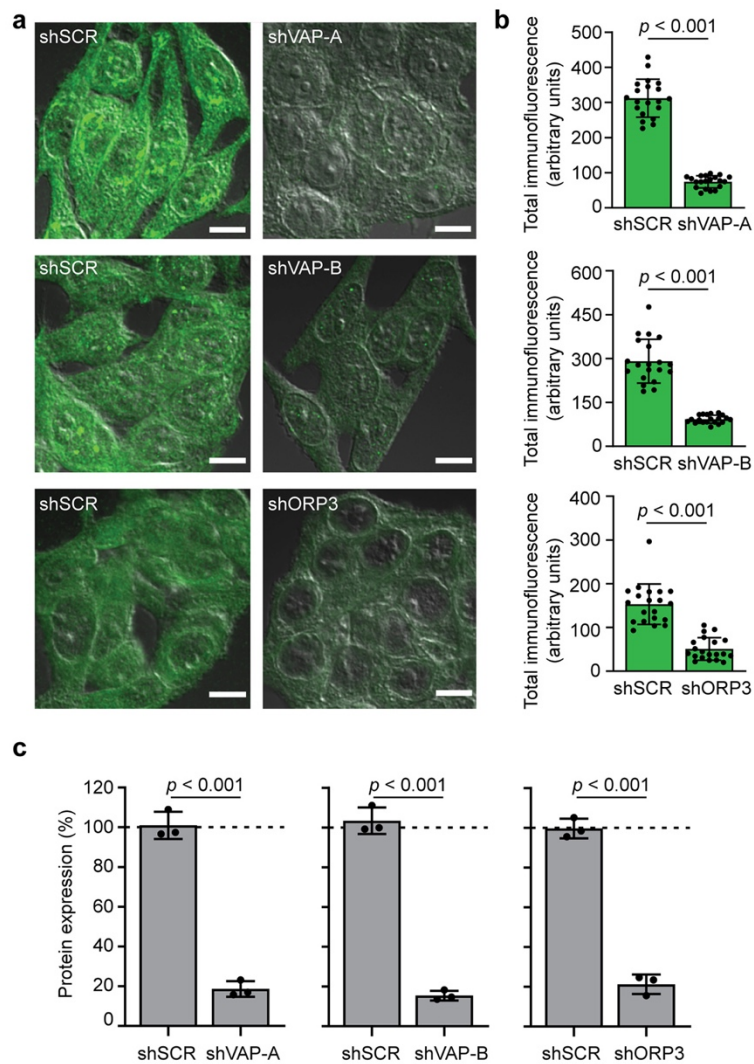 a
shSCR
shVAP-A
shSCR
shVAP-B
shSCR
shORP3
b
Total immunofluorescence
(arbitrary units)
500
400
300
200
100
0
p < 0.001
shSCR shVAP-A
Total immunofluorescence
(arbitrary units)
600
450
300
150
0
p < 0.001
shSCR shVAP-B
Total immunofluorescence
(arbitrary units)
400
300
200
100
0
p < 0.001
shSCR shORP3
c
Protein expression (%)
120
100
80
60
40
20
0
p < 0.001
shSCR shVAP-A
p < 0.001
shSCR shVAP-B
p < 0.001
shSCR shORP3